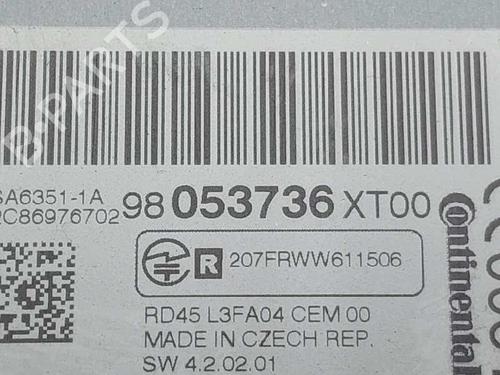 B-PARTS
SA6351-1A
2C86976702
98 053736 XT00
R 207FRWW611506
RD45 L3FA04 CEM 00
MADE IN CZECH REP.
SW 4.2.02.01
Continental